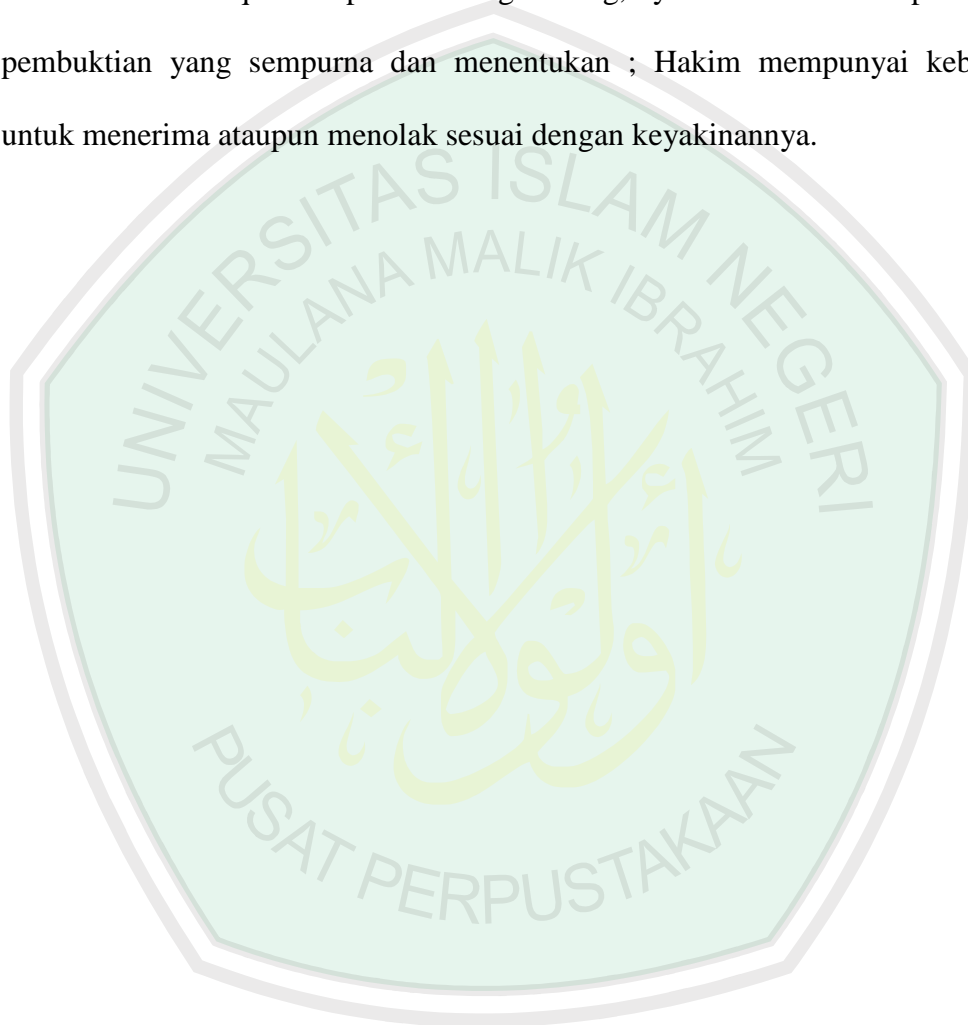 pembuktian yang sempurna dan menentukan ; Hakim mempunyai keb
untuk menerima ataupun menolak sesuai dengan keyakinannya.
UNIVERSITAS ISLAM NEGERI
MAULANA MALIK IBRAHIM
PUSAT PERPUSTAKAAN